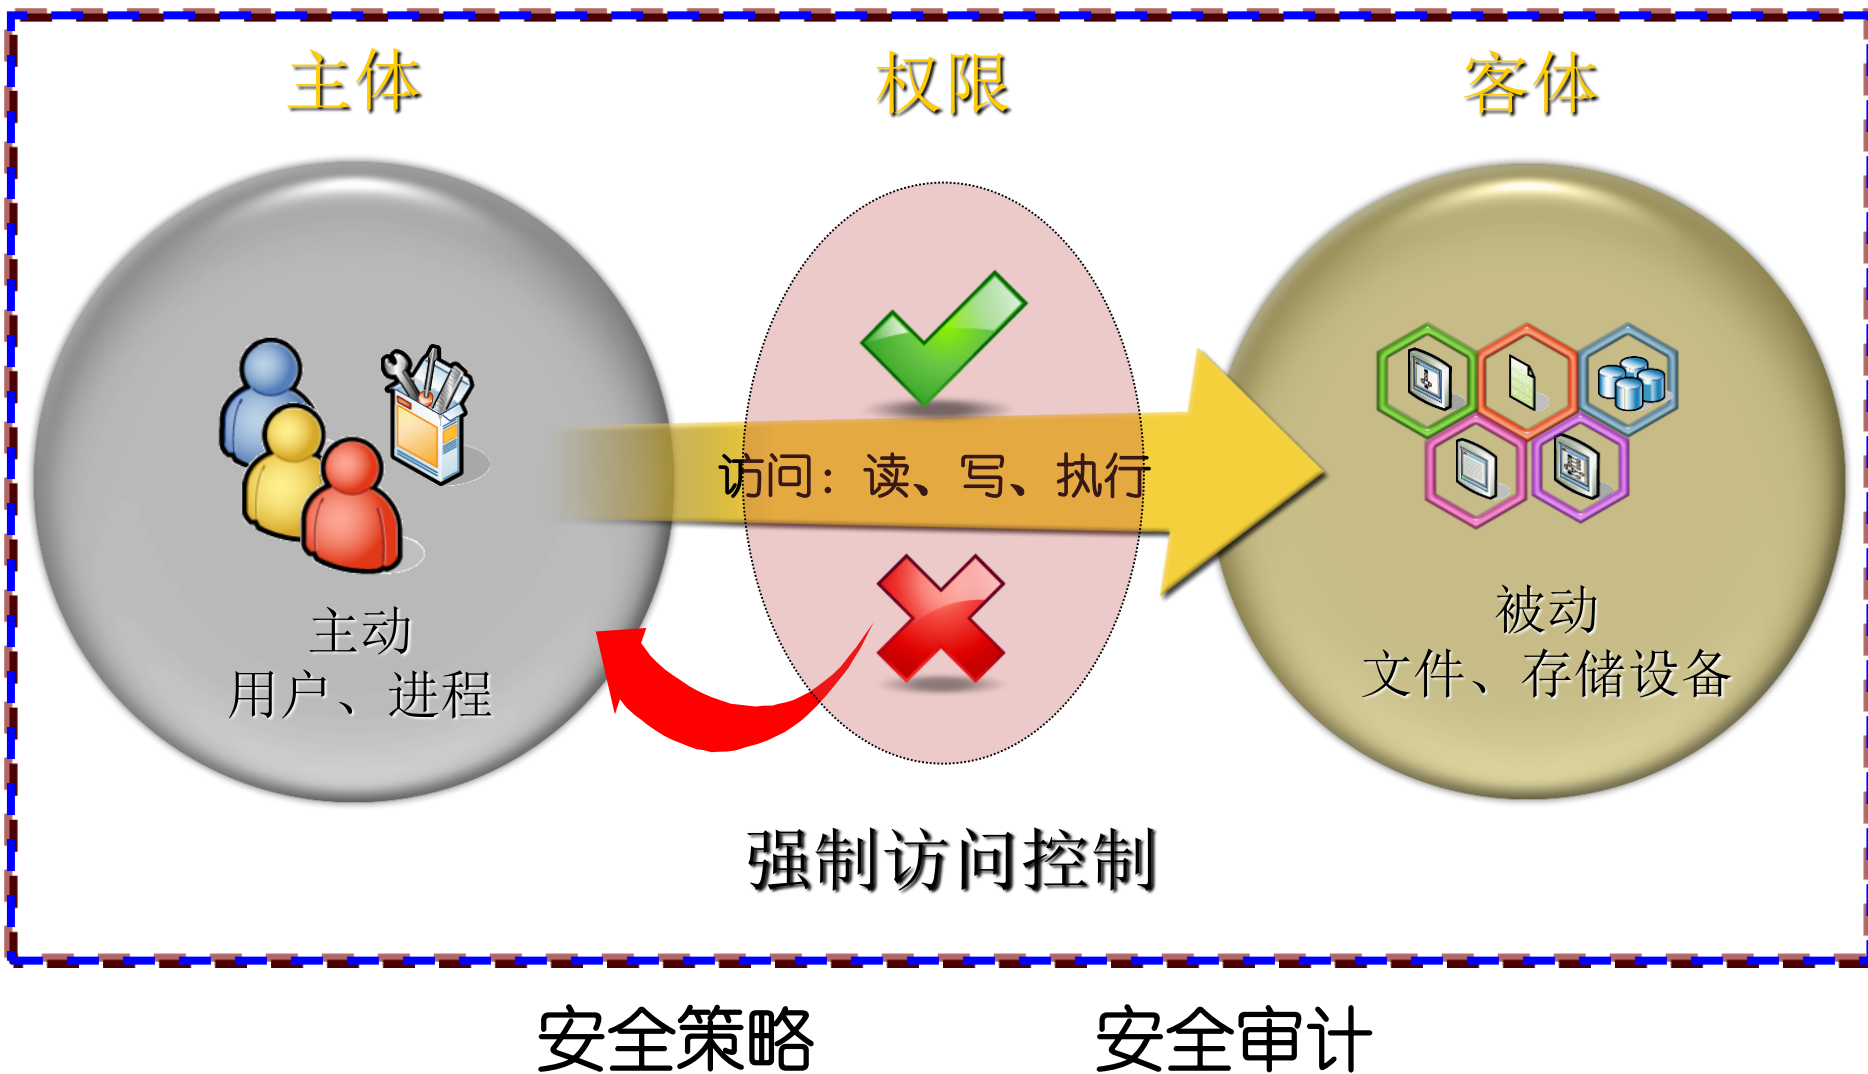 主体
权限
客体
访问：读、写、执行
主动
用户、进程
被动
文件、存储设备
强制访问控制
安全策略
安全审计